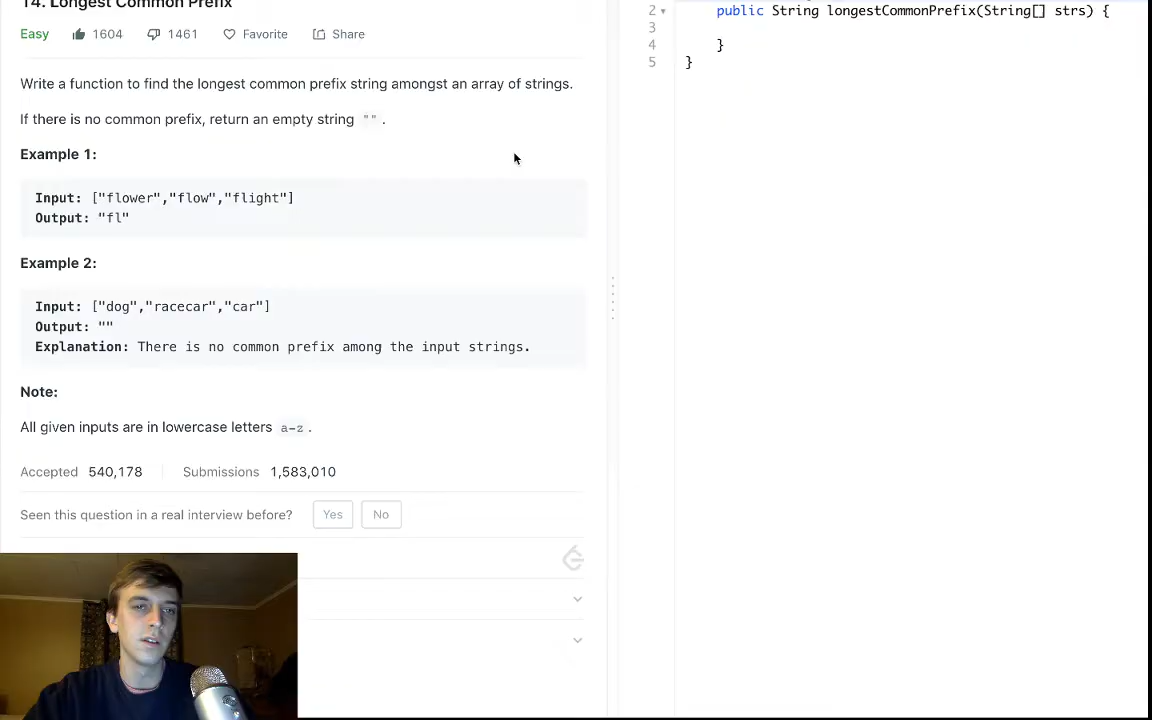 14. Longest Common Prefix
Easy 1604 1461 Favorite Share
Write a function to find the longest common prefix string amongst an array of strings.
If there is no common prefix, return an empty string "".
Example 1:
Input: ["flower","flow","flight"]
Output: "fl"
Example 2:
Input: ["dog","racecar","car"]
Output: ""
Explanation: There is no common prefix among the input strings.
Note:
All given inputs are in lowercase letters a-z.
Accepted 540,178 Submissions 1,583,010
Seen this question in a real interview before? Yes No
2 public String longestCommonPrefix(String[] strs) {
3
4 }
5 }